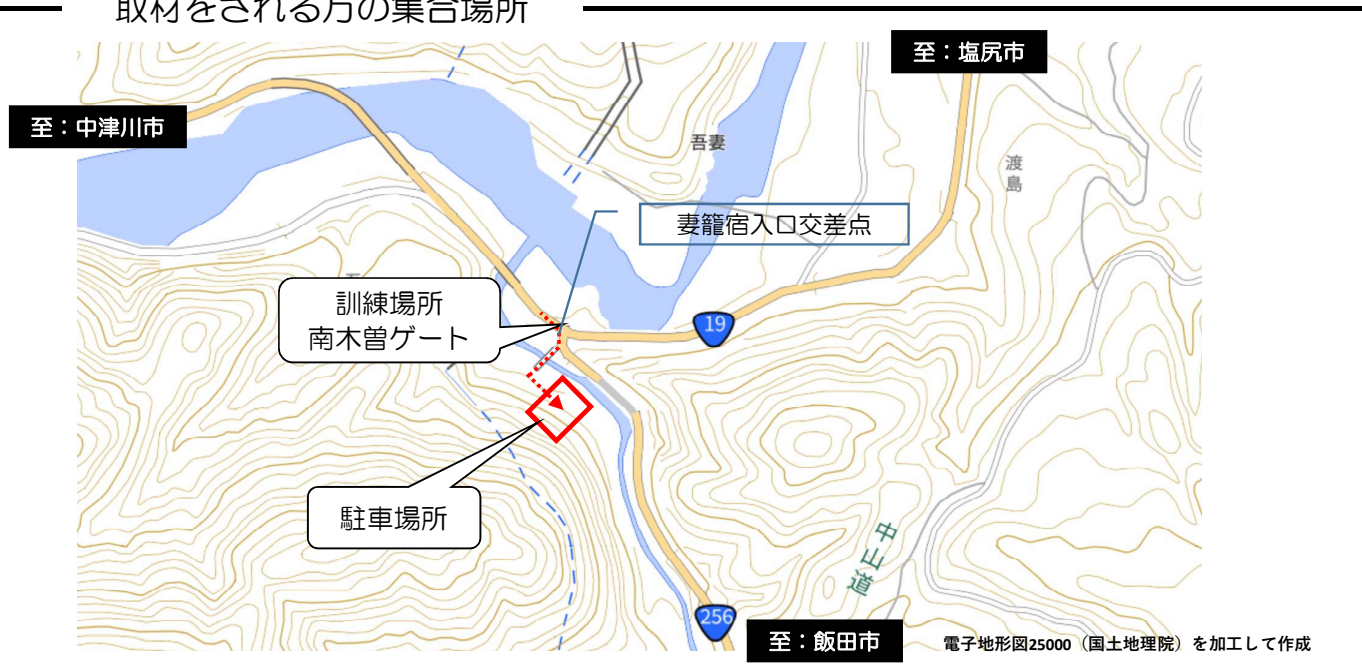 取材をされる方の集合場所
至：塩尻市
至：中津川市
吾妻
渡島
妻籠宿入口交差点
訓練場所
南木曽ゲート
19
駐車場所
中山道
256
至：飯田市
電子地形図25000（国土地理院）を加工して作成